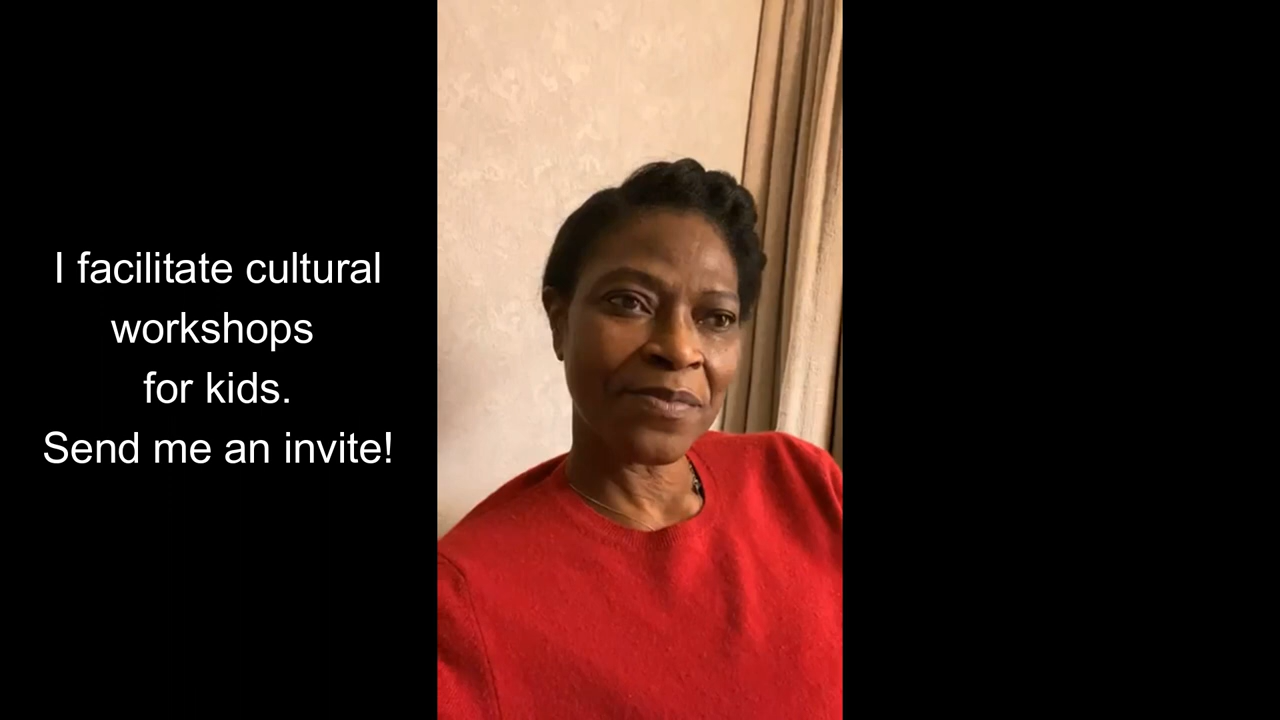 I facilitate cultural
workshops
for kids.
Send me an invite!